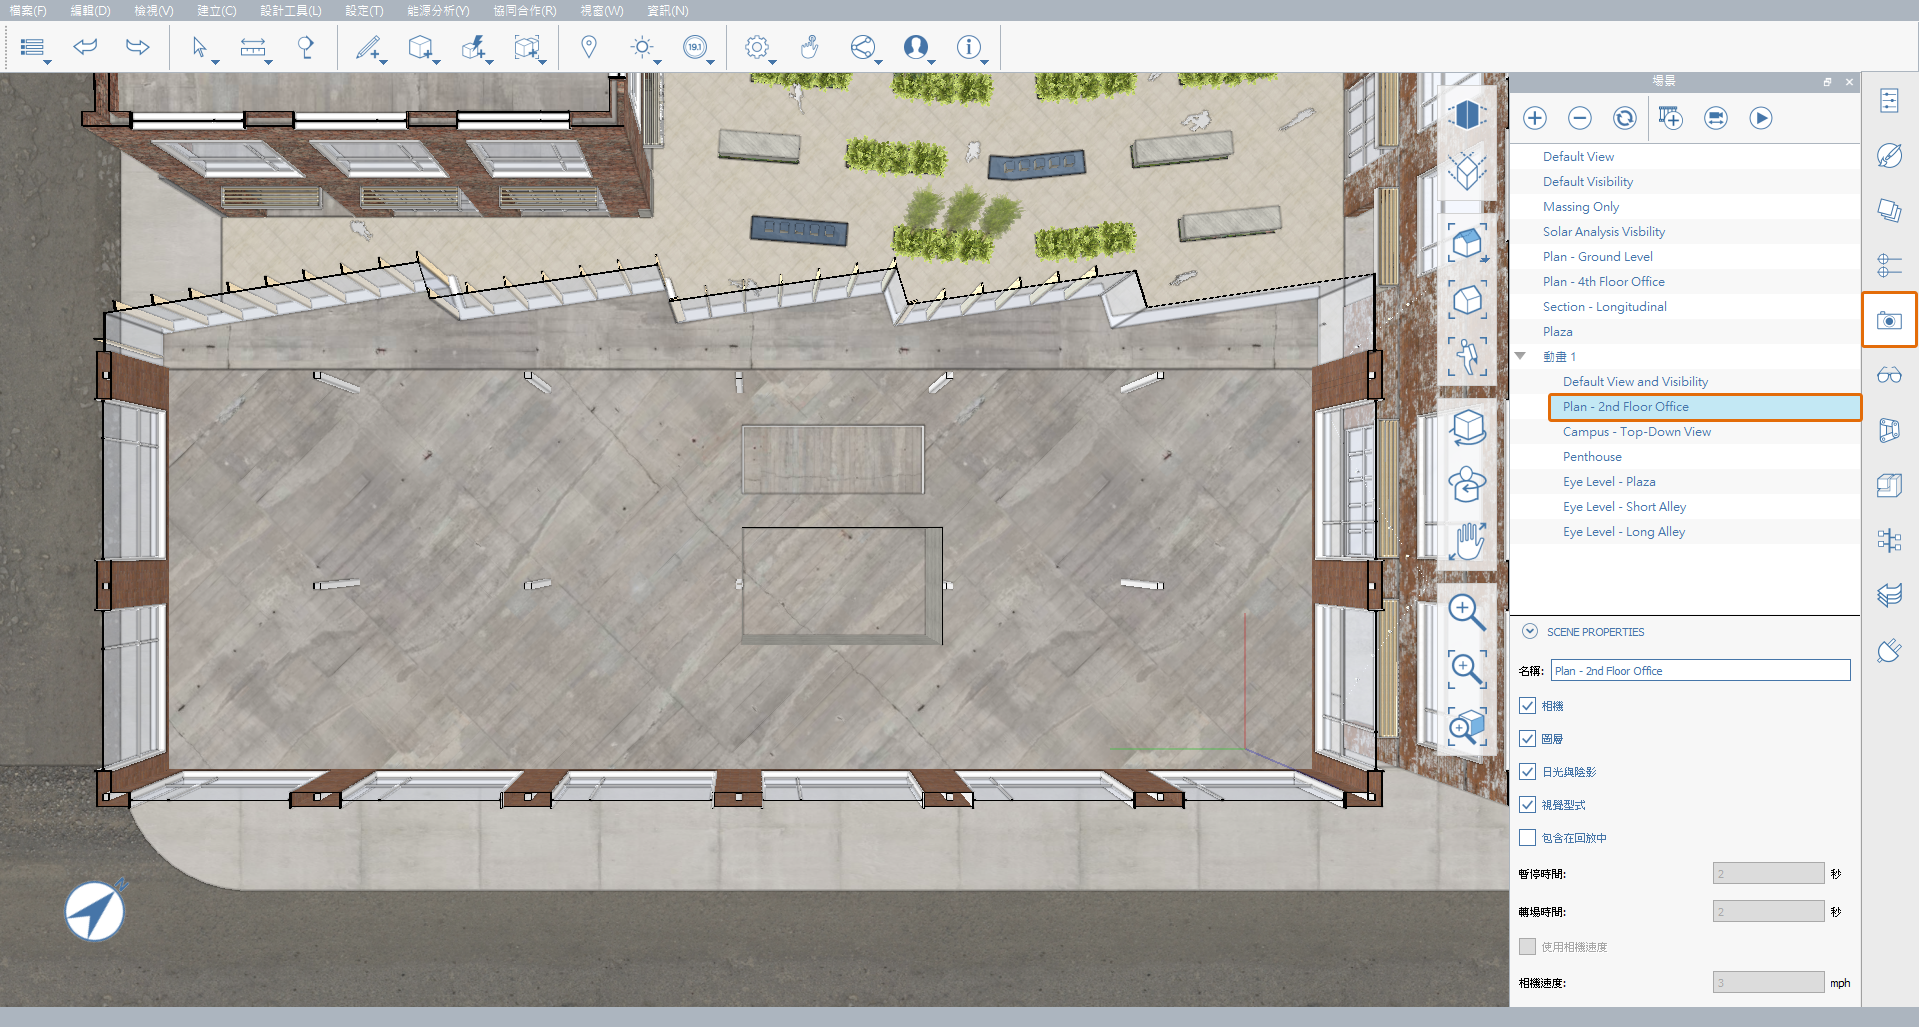 檔案(F) 編輯(D) 檢視(V) 建立(C) 設計工具(L) 設定(T) 能源分析(Y) 協同合作(R) 視窗(W) 資訊(N)
19.1
場景
Default View
Default Visibility
Massing Only
Solar Analysis Visbility
Plan - Ground Level
Plan - 4th Floor Office
Section - Longitudinal
Plaza
動畫 1
Default View and Visibility
Plan - 2nd Floor Office
Campus - Top-Down View
Penthouse
Eye Level - Plaza
Eye Level - Short Alley
Eye Level - Long Alley
SCENE PROPERTIES
名稱: Plan - 2nd Floor Office
相機
圖層
日光與陰影
視覺型式
包含在回放中
暫停時間: 2 秒
轉場時間: 2 秒
使用相機速度
相機速度: 3 mph